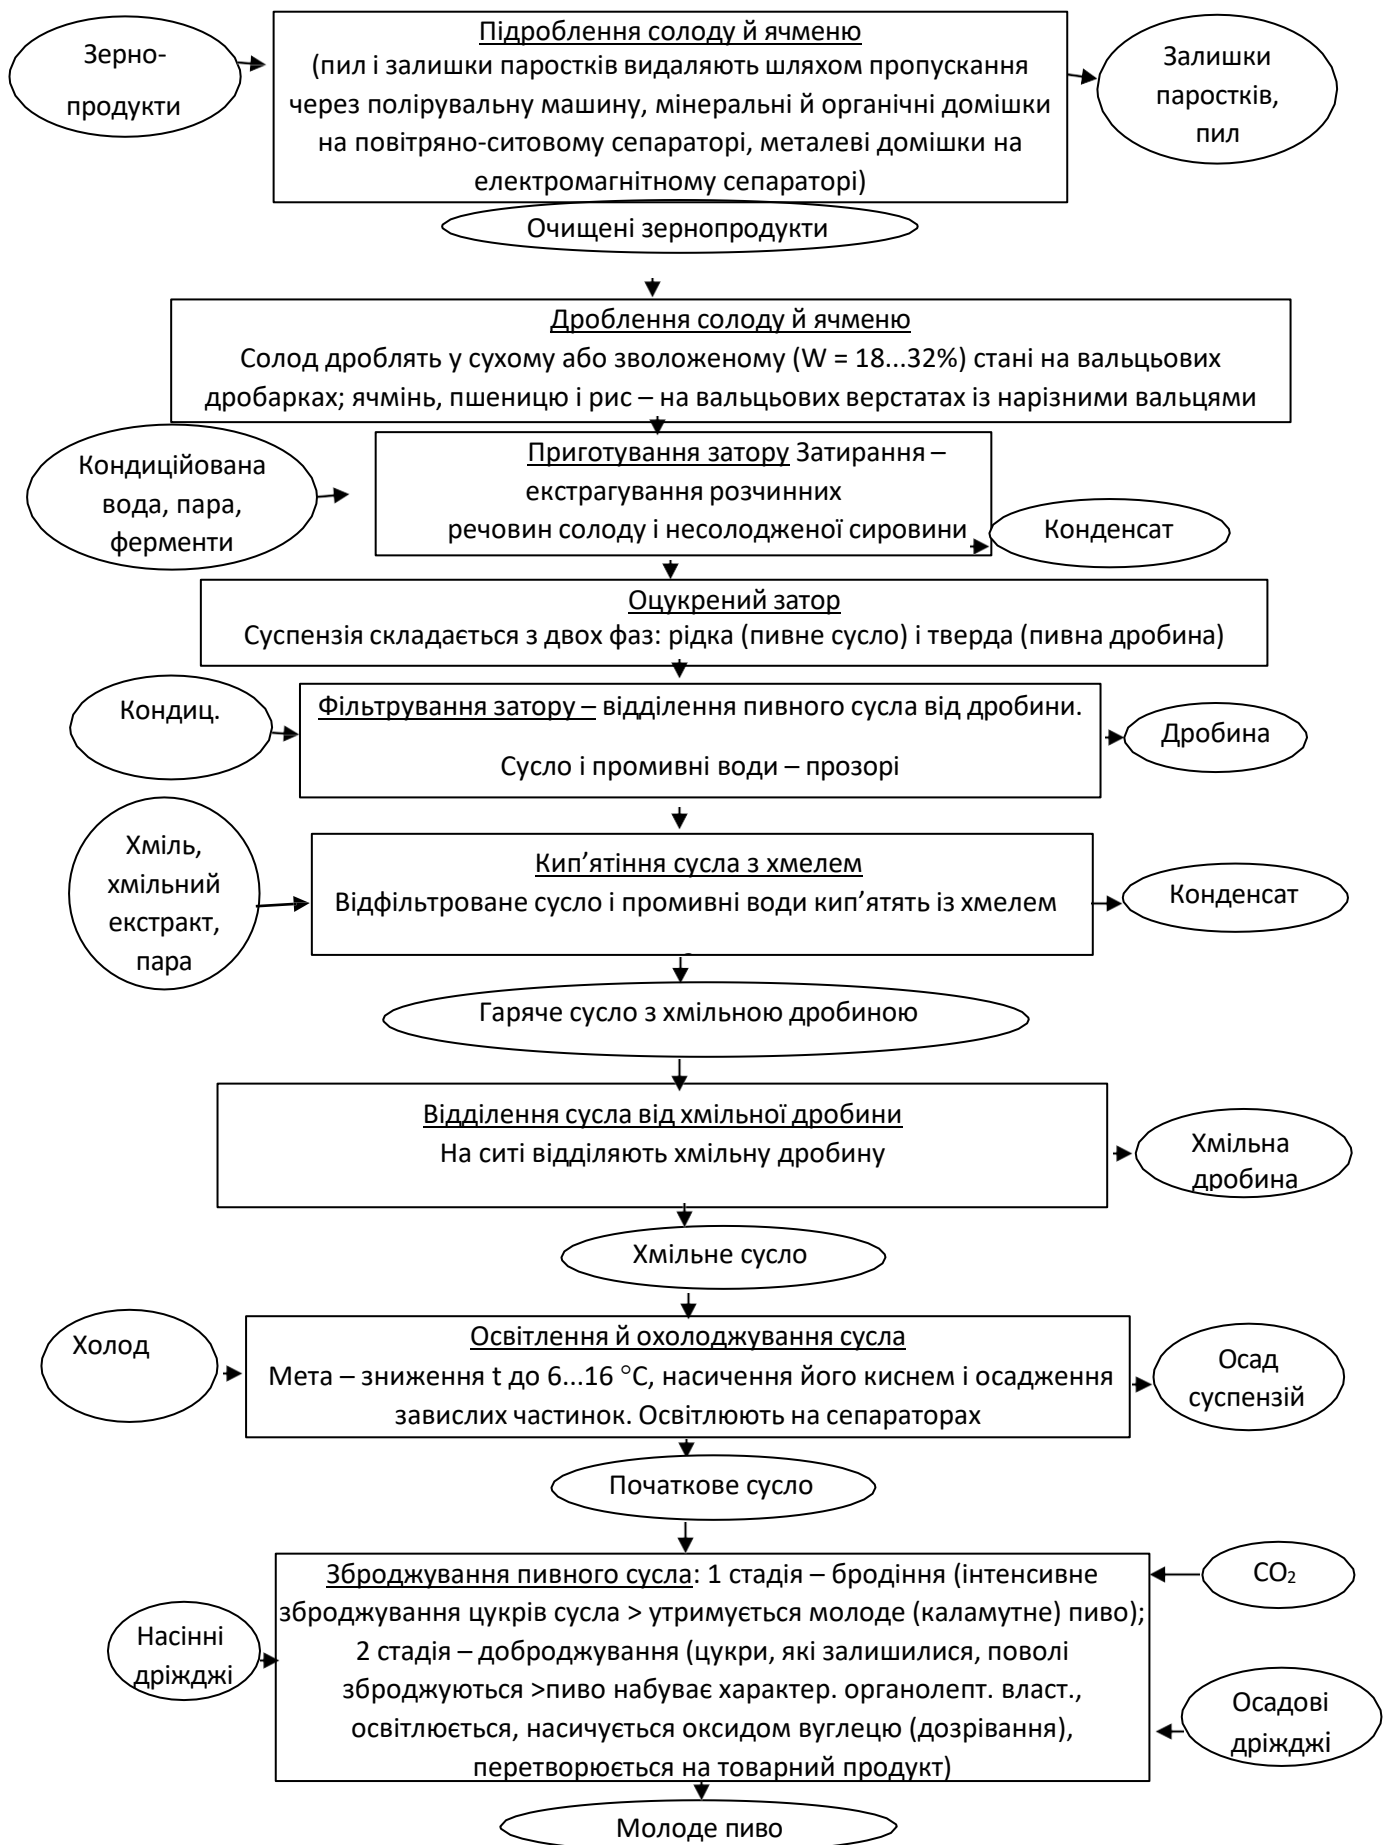 Зерно-
продукти
Підроблення солоду й ячменю
(пил і залишки паростків видаляють шляхом пропускання
через полірувальну машину, мінеральні й органічні домішки
на повітряно-ситовому сепараторі, металеві домішки на
електромагнітному сепараторі)
Залишки
паростків,
пил
Очищені зернопродукти
Дроблення солоду й ячменю
Солод дроблять у сухому або зволоженому (W = 18...32%) стані на вальцьових
дробарках; ячмінь, пшеницю і рис – на вальцьових верстатах із нарізними вальцями
Кондиційована
вода, пара,
ферменти
Приготування затору Затирання –
екстрагування розчинних
речовин солоду і несолодженої сировини
Конденсат
Оцукрений затор
Суспензія складається з двох фаз: рідка (пивне сусло) і тверда (пивна дробина)
Кондиц.
Фільтрування затору – відділення пивного сусла від дробини.
Сусло і промивні води – прозорі
Дробина
Хміль,
хмільний
екстракт,
пара
Кип’ятіння сусла з хмелем
Відфільтроване сусло і промивні води кип’ятять із хмелем
Конденсат
Гаряче сусло з хмільною дробиною
Відділення сусла від хмільної дробини
На ситі відділяють хмільну дробину
Хмільна
дробина
Хмільне сусло
Холод
Освітлення й охолоджування сусла
Мета – зниження t до 6...16 °С, насичення його киснем і осадження
завислих частинок. Освітлюють на сепараторах
Осад
суспензій
Початкове сусло
Насінні
дріжджі
Зброджування пивного сусла: 1 стадія – бродіння (інтенсивне
зброджування цукрів сусла > утримується молоде (каламутне) пиво);
2 стадія – доброджування (цукри, які залишилися, поволі
зброджуються >пиво набуває характер. органолепт. власт.,
освітлюється, насичується оксидом вуглецю (дозрівання),
перетворюється на товарний продукт)
СО₂
Осадові
дріжджі
Молоде пиво